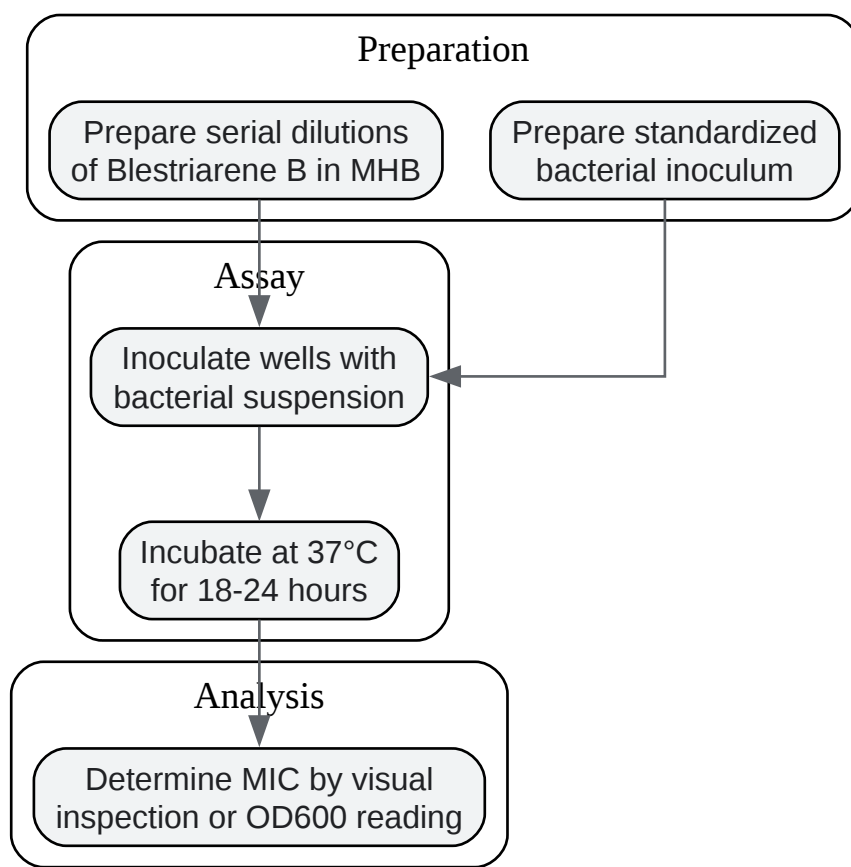 Preparation
Prepare serial dilutions
of Blestriarene B in MHB
Prepare standardized
bacterial inoculum
Assay
Inoculate wells with
bacterial suspension
Incubate at 37°C
for 18-24 hours
Analysis
Determine MIC by visual
inspection or OD600 reading